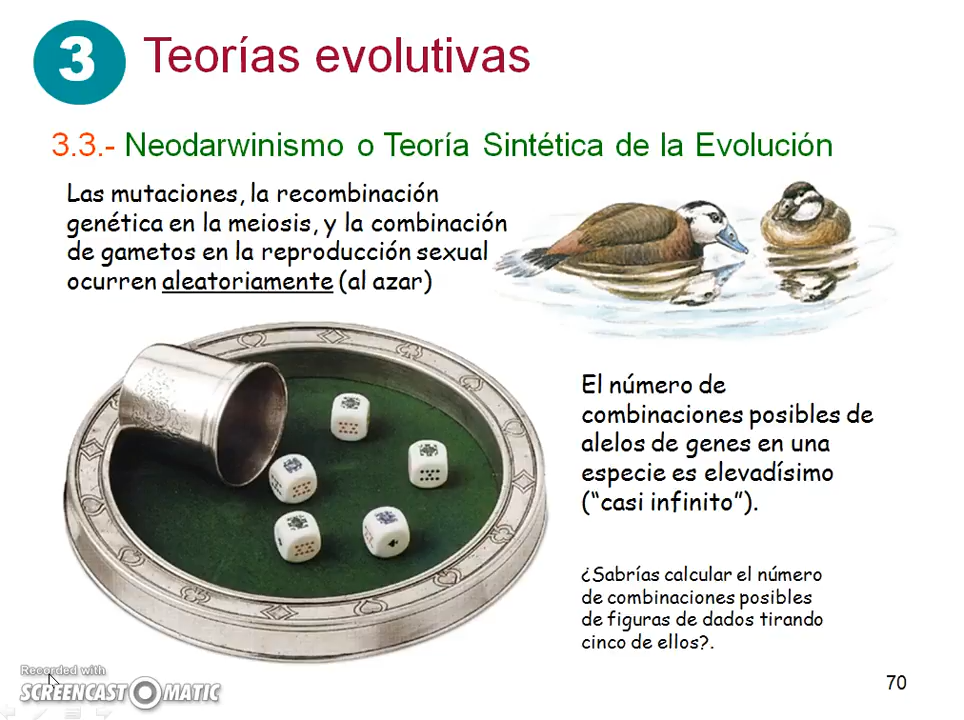 3
Teorías evolutivas
3.3.- Neodarwinismo o Teoría Sintética de la Evolución
Las mutaciones, la recombinación
genética en la meiosis, y la combinación
de gametos en la reproducción sexual
ocurren aleatoriamente (al azar)
El número de
combinaciones posibles de
alelos de genes en una
especie es elevadísimo
(“casi infinito”).
¿Sabrías calcular el número
de combinaciones posibles
de figuras de dados tirando
cinco de ellos?.
Recorded with
SCREENCAST-O-MATIC
70